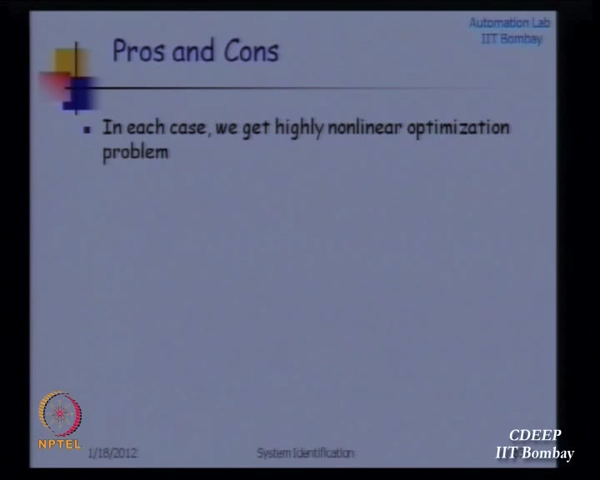 Automation Lab
IIT Bombay
Pros and Cons
In each case, we get highly nonlinear optimization
problem
NPTEL
1/18/2012
System Identification
CDEEP
IIT Bombay